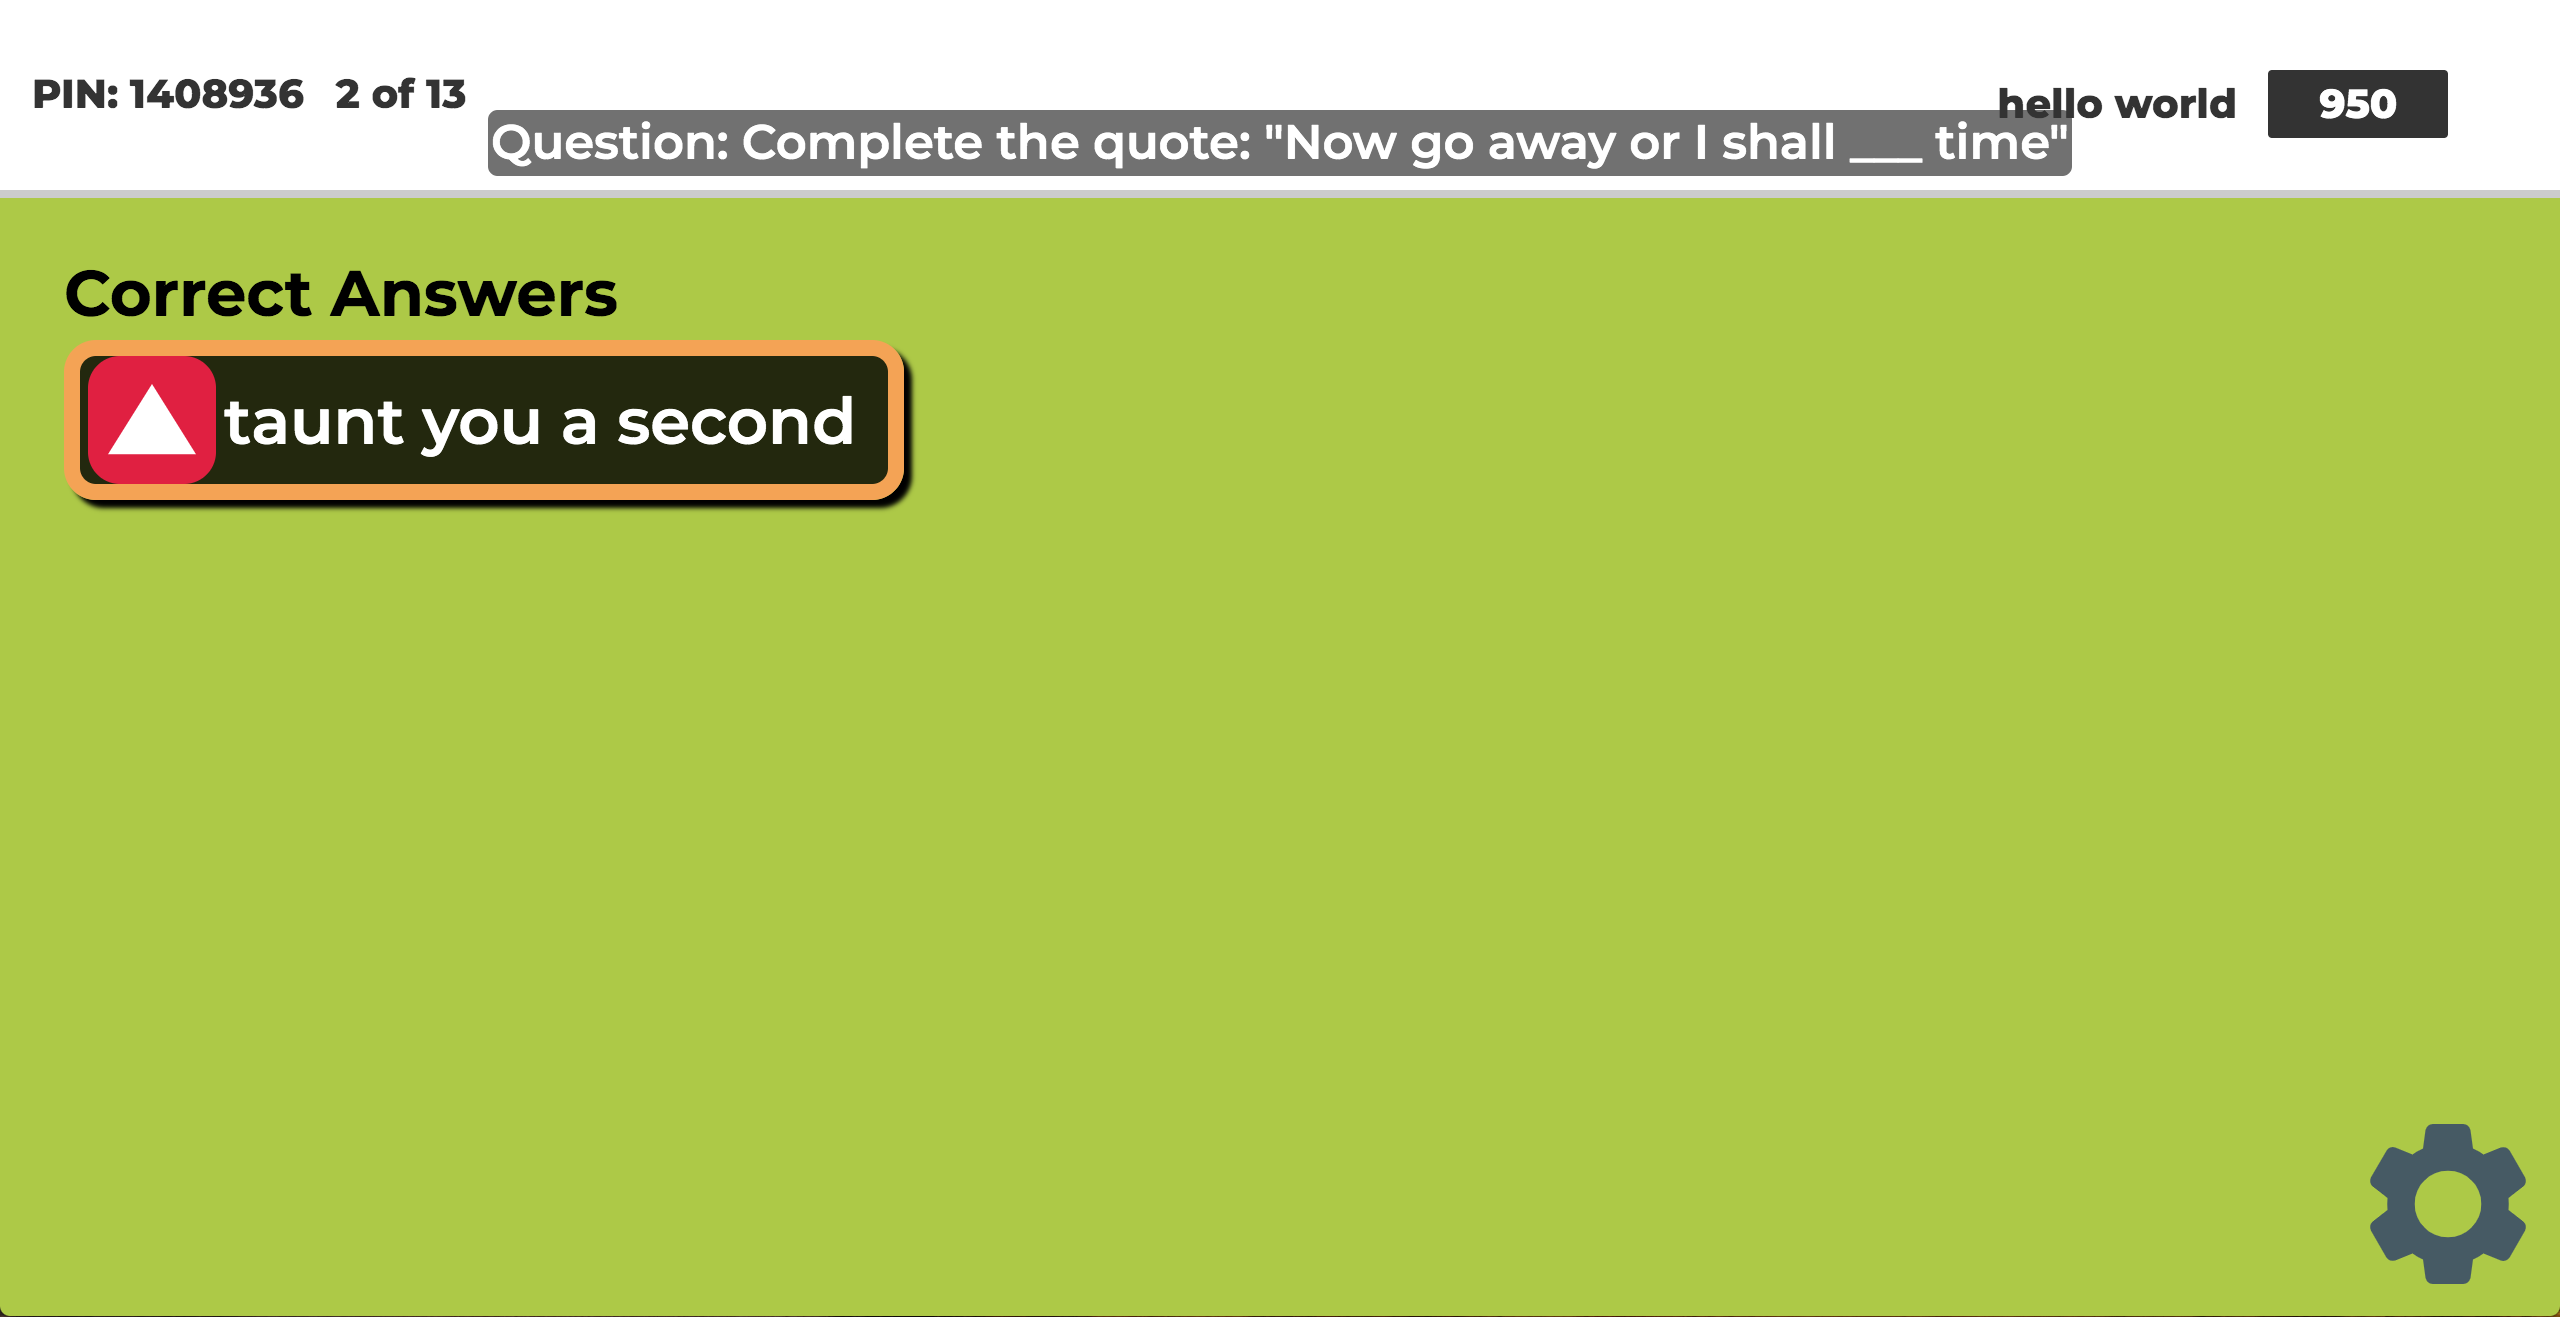 PIN: 1408936 2 of 13
hello world 950
Question: Complete the quote: "Now go away or I shall ___ time"
Correct Answers
taunt you a second